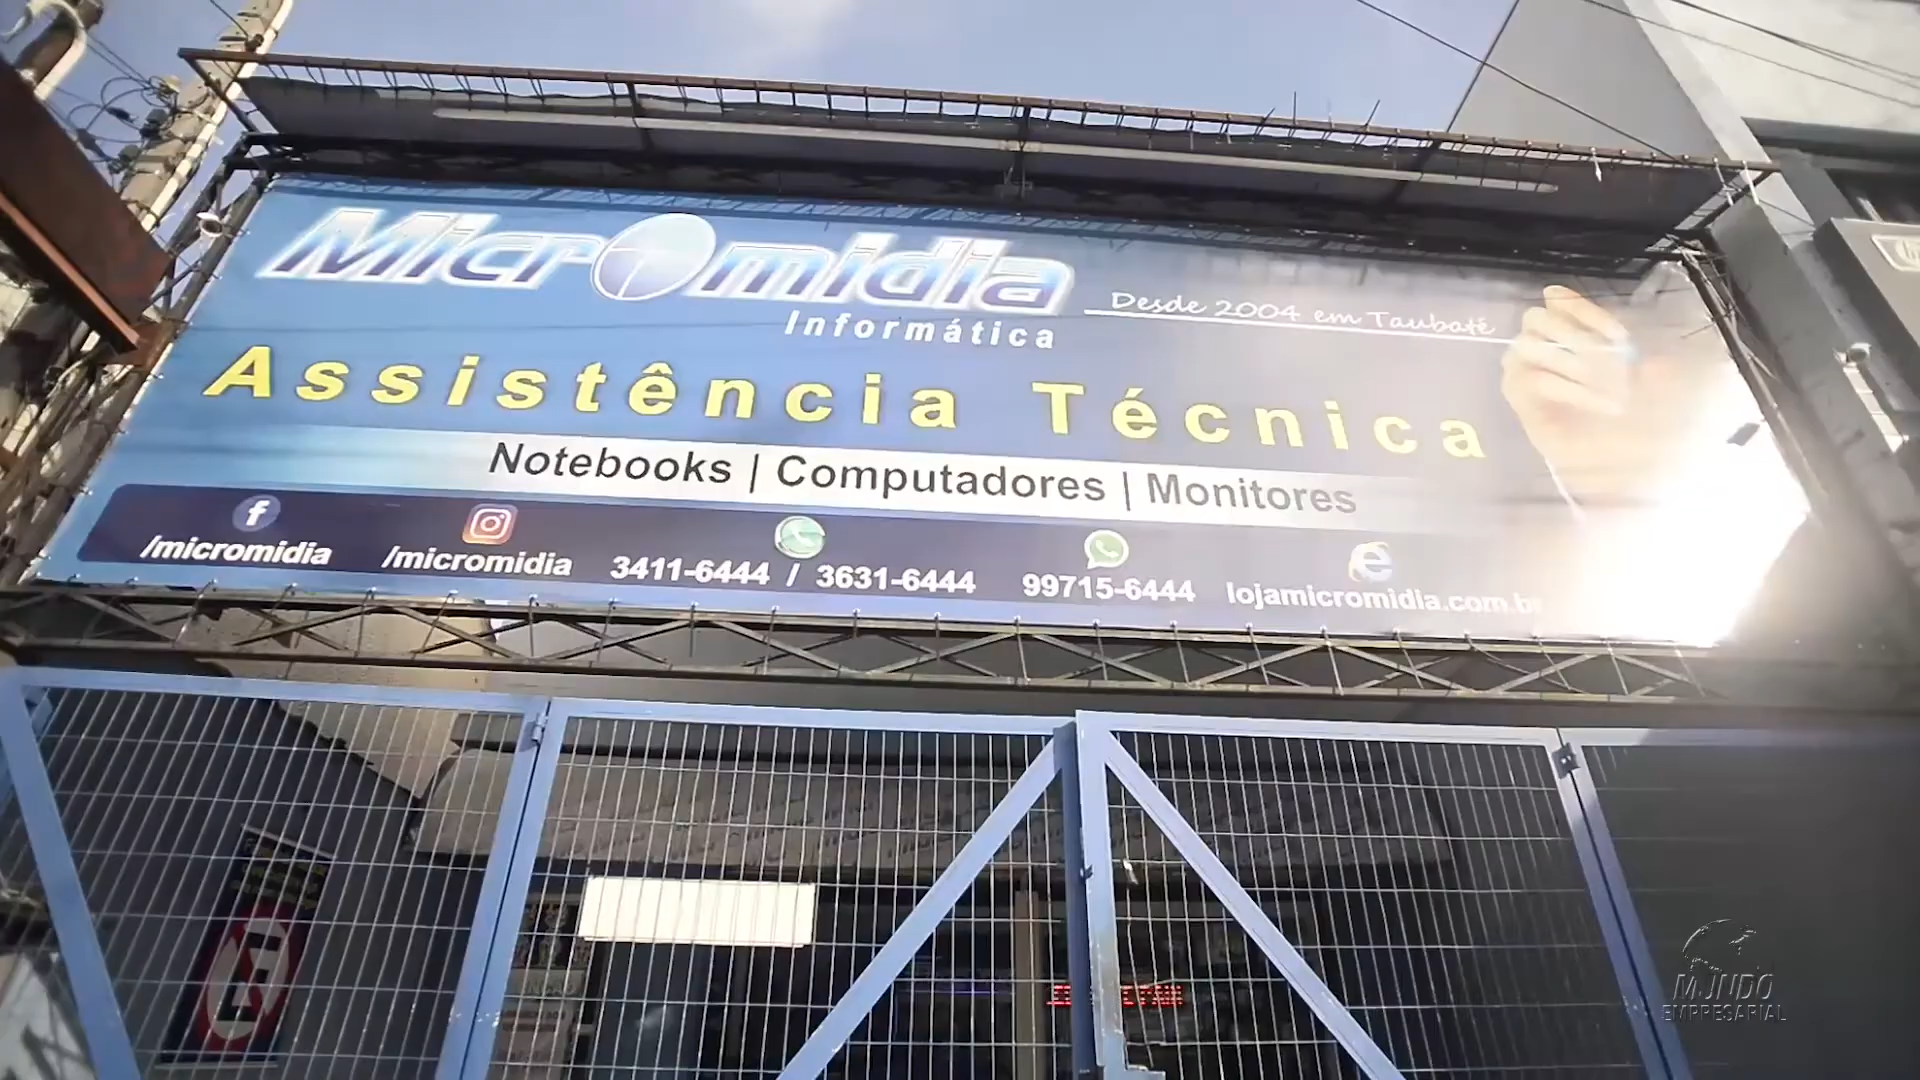 Micromidia
Informática
Desde 2004 em Taubaté
Assistência Técnica
Notebooks | Computadores | Monitores
/micromidia
/micromidia
3411-6444 / 3631-6444
99715-6444
lojamicromidia.com.br
MUNDO
EMPRESARIAL